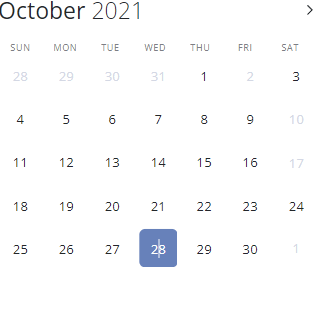 October 2021
SUN MON TUE WED THU FRI SAT
28 29 30 31 1 2 3
4 5 6 7 8 9 10
11 12 13 14 15 16 17
18 19 20 21 22 23 24
25 26 27 28 29 30 1